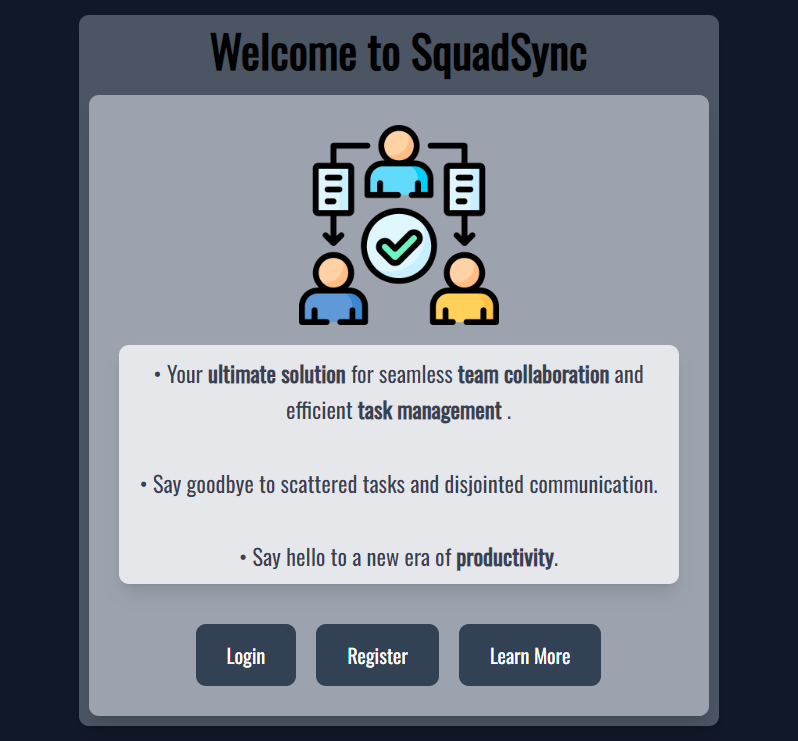 Welcome to SquadSync
• Your ultimate solution for seamless team collaboration and
efficient task management .
• Say goodbye to scattered tasks and disjointed communication.
• Say hello to a new era of productivity.
Login
Register
Learn More